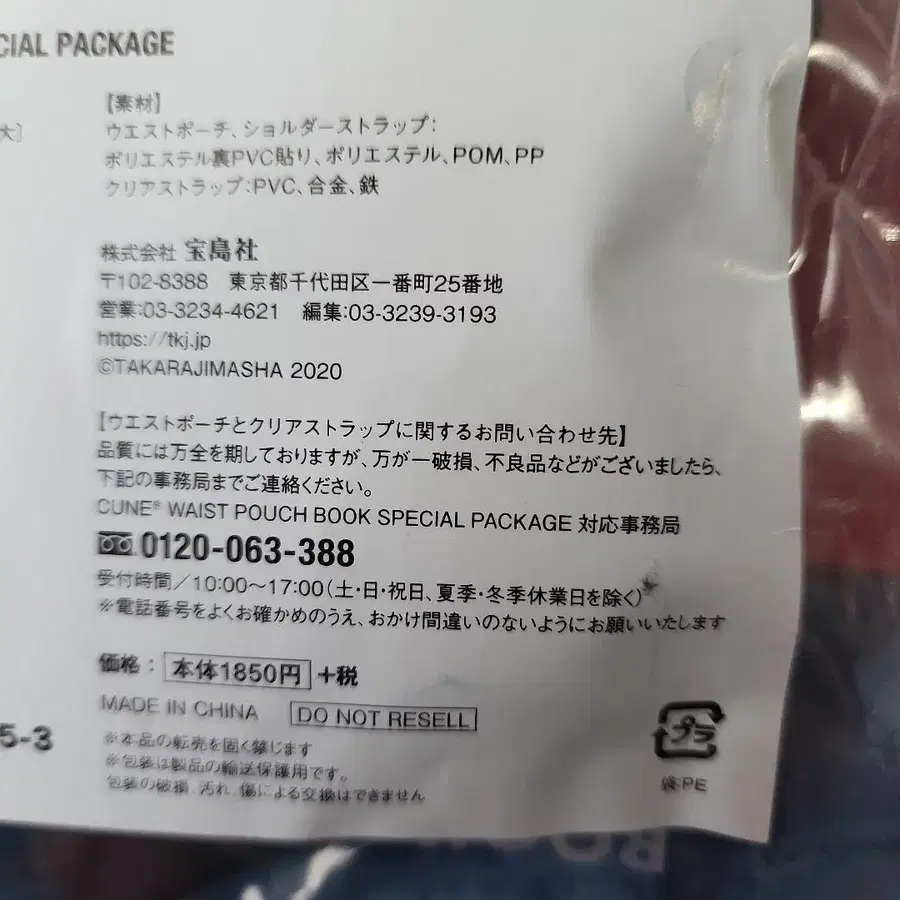 CIAL PACKAGE
大］
【素材】
ウエストポーチ、ショルダーストラップ：
ポリエステル裏PVC貼り、ポリエステル、POM、PP
クリアストラップ：PVC、合金、鉄
株式会社 宝島社
〒102-8388 東京都千代田区一番町25番地
営業：03-3234-4621 編集：03-3239-3193
https://tkj.jp
©TAKARAJIMASHA 2020
【ウエストポーチとクリアストラップに関するお問い合わせ先】
品質には万全を期しておりますが、万が一破損、不良品などがございましたら、
下記の事務局までご連絡ください。
CUNE® WAIST POUCH BOOK SPECIAL PACKAGE 対応事務局
0120-063-388
受付時間／10:00〜17:00（土・日・祝日、夏季・冬季休業日を除く）
※電話番号をよくお確かめのうえ、おかけ間違いのないようにお願いいたします
価格： 本体1850円 +税
MADE IN CHINA DO NOT RESELL
5-3
※本品の転売を固く禁じます
※包装は製品の輸送保護用です。
包装の破損、汚れ、傷による交換はできません
プラ
袋:PE